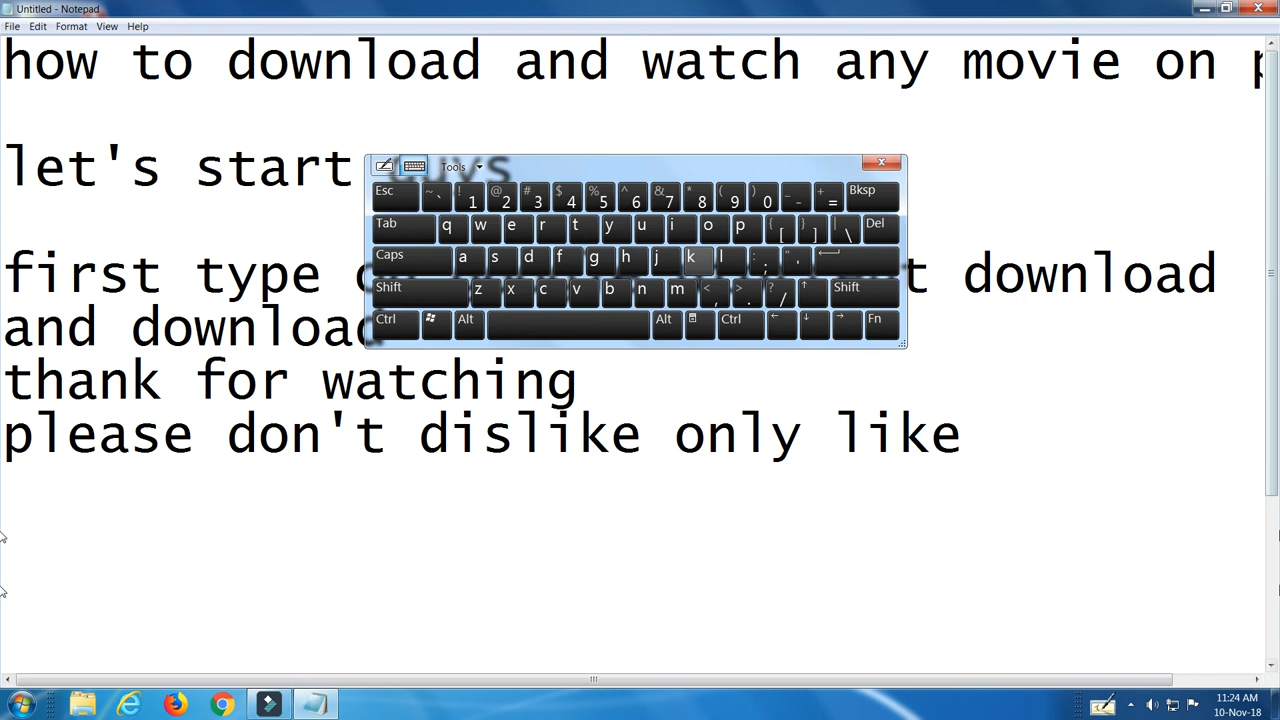 Untitled - Notepad
File Edit Format View Help
how to download and watch any movie on
let's start guys
first type download
and download
thank for watching
please don't dislike only like
Tools
Esc ~ ` ! 1 @ 2 # 3 $ 4 % 5 ^ 6 & 7 * 8 ( 9 ) 0 _ - + = Bksp
Tab q w e r t y u i o p { [ } ] | \ Del
Caps a s d f g h j k l : ; " '
Shift z x c v b n m < , > . ? / ↑ Shift
Ctrl Alt Alt Ctrl ← ↓ → Fn
11:24 AM
10-Nov-18